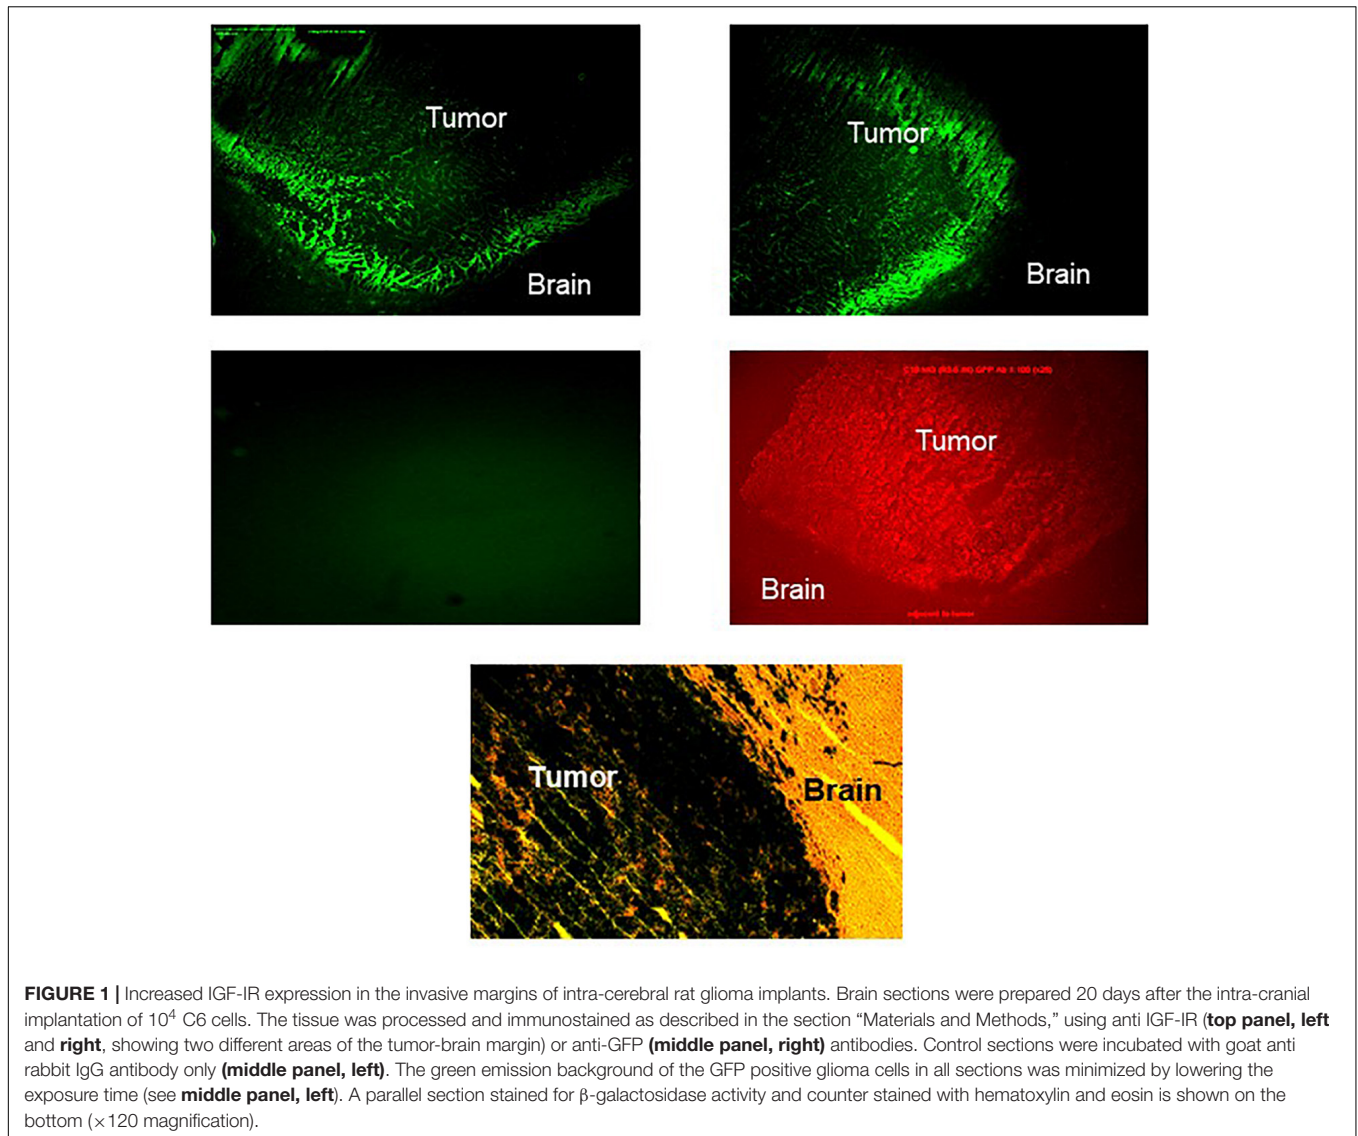 Tumor
Brain
Tumor
Brain
Tumor
Brain
adjacent to tumor
Tumor
Brain
FIGURE 1 | Increased IGF-IR expression in the invasive margins of intra-cerebral rat glioma implants. Brain sections were prepared 20 days after the intra-cranial
implantation of 10⁴ C6 cells. The tissue was processed and immunostained as described in the section “Materials and Methods,” using anti IGF-IR (top panel, left
and right, showing two different areas of the tumor-brain margin) or anti-GFP (middle panel, right) antibodies. Control sections were incubated with goat anti
rabbit IgG antibody only (middle panel, left). The green emission background of the GFP positive glioma cells in all sections was minimized by lowering the
exposure time (see middle panel, left). A parallel section stained for β-galactosidase activity and counter stained with hematoxylin and eosin is shown on the
bottom (×120 magnification).